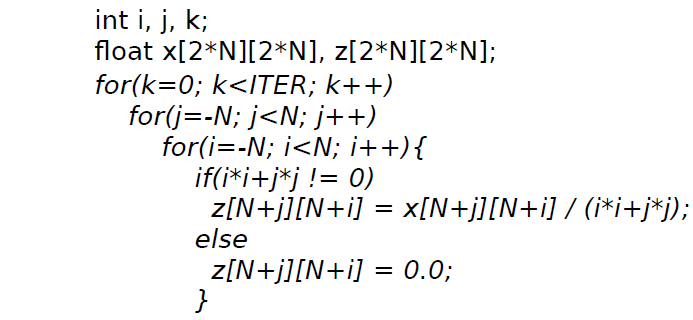 int i, j, k;
float x[2*N][2*N], z[2*N][2*N];
for(k=0; k<ITER; k++)
for(j=-N; j<N; j++)
for(i=-N; i<N; i++){
if(i*i+j*j != 0)
z[N+j][N+i] = x[N+j][N+i] / (i*i+j*j);
else
z[N+j][N+i] = 0.0;
}